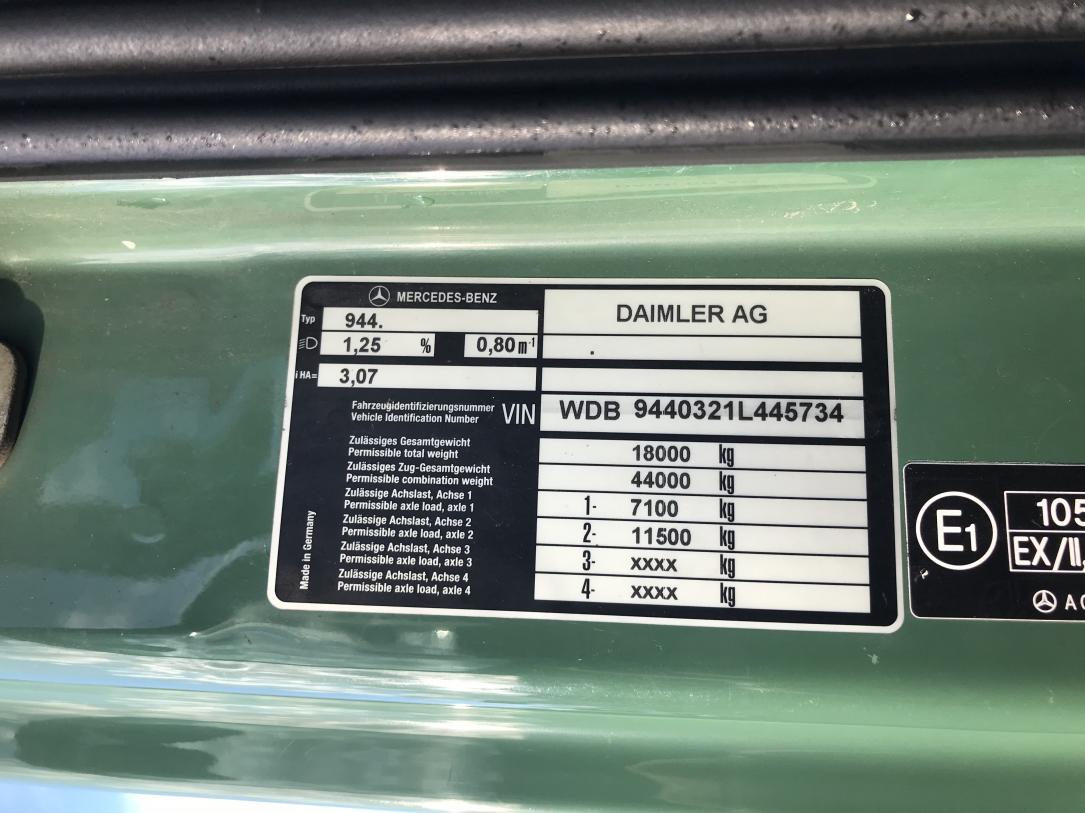 MERCEDES-BENZ
DAIMLER AG
Typ 944.
1,25 % 0,80 m-1 .
i HA= 3,07
Fahrzeugidentifizierungsnummer
Vehicle Identification Number
VIN WDB 9440321L445734
Zulässiges Gesamtgewicht
Permissible total weight
18000 kg
Zulässiges Zug-Gesamtgewicht
Permissible combination weight
44000 kg
Zulässige Achslast, Achse 1
Permissible axle load, axle 1
1- 7100 kg
Zulässige Achslast, Achse 2
Permissible axle load, axle 2
2- 11500 kg
Zulässige Achslast, Achse 3
Permissible axle load, axle 3
3- xxxx kg
Zulässige Achslast, Achse 4
Permissible axle load, axle 4
4- xxxx kg
Made in Germany
E1
105
EX/II,
A